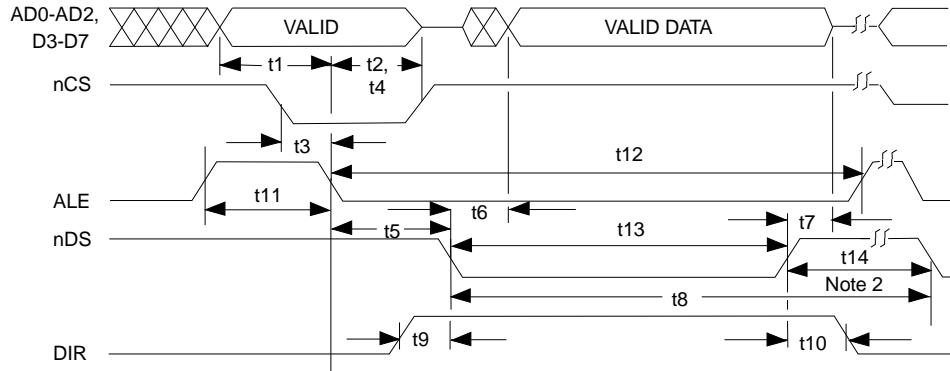 AD0-AD2,
D3-D7
VALID
VALID DATA
t1
t2,
t4
nCS
t3
t12
t11
ALE
t6
t7
t5
t13
nDS
t14
Note 2
t8
t9
t10
DIR